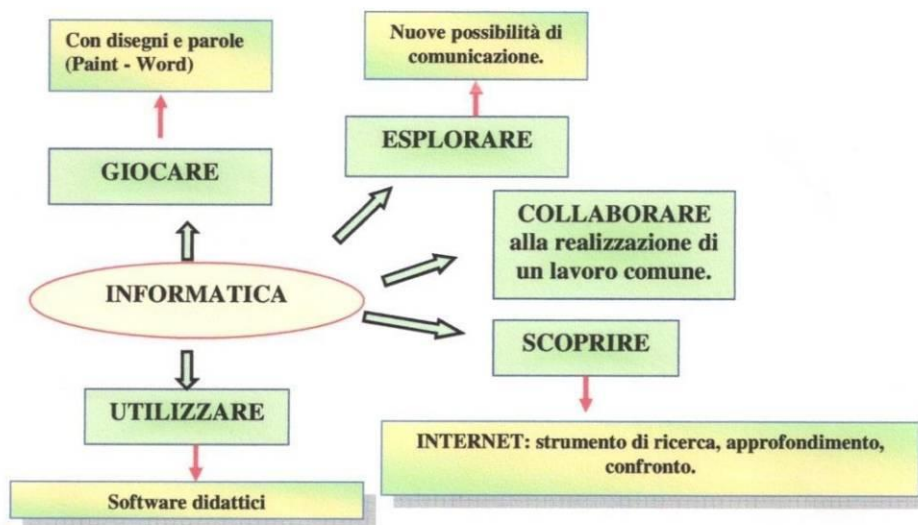 Con disegni e parole
(Paint - Word)
Nuove possibilità di
comunicazione.
GIOCARE
ESPLORARE
COLLABORARE
alla realizzazione di
un lavoro comune.
INFORMATICA
SCOPRIRE
UTILIZZARE
INTERNET: strumento di ricerca, approfondimento,
confronto.
Software didattici